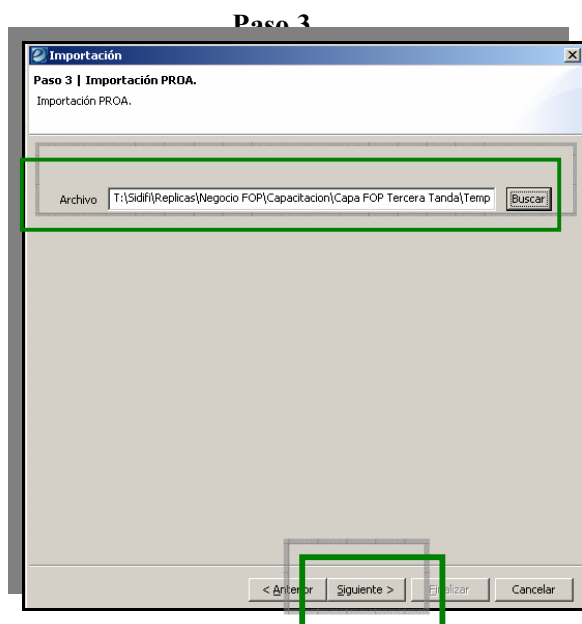 Paso 3
Importación
Paso 3 | Importación PROA.
Importación PROA.
Archivo T:\Sidifi\Replicas\Negocio FOP\Capacitacion\Capa FOP Tercera Tanda\Temp Buscar
< Anterior Siguiente > Finalizar Cancelar